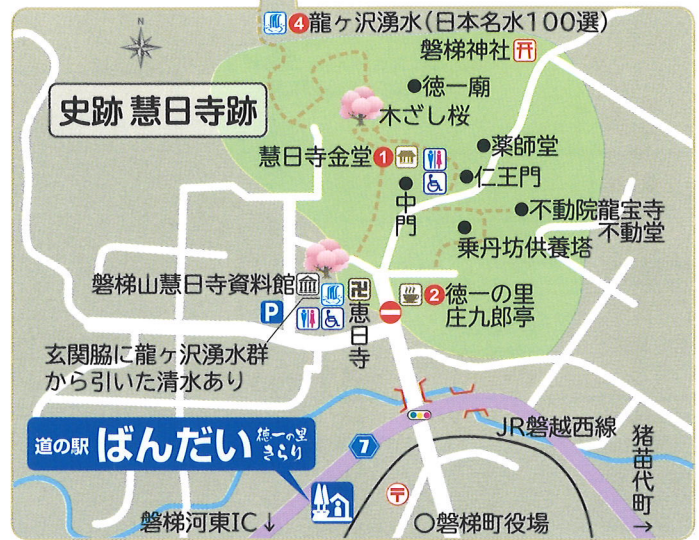 N
4 龍ヶ沢湧水(日本名水100選)
磐梯神社
徳一廟
史跡 慧日寺跡
木ざし桜
慧日寺金堂 1
薬師堂
仁王門
中門
不動院龍宝寺
不動堂
乗丹坊供養塔
磐梯山慧日寺資料館
卍
恵日寺
2 徳一の里
庄九郎亭
P
玄関脇に龍ヶ沢湧水群
から引いた清水あり
道の駅 ばんだい 徳一の里
きらり
7
JR磐越西線
猪苗代町
→
〒
磐梯河東IC↓
○磐梯町役場